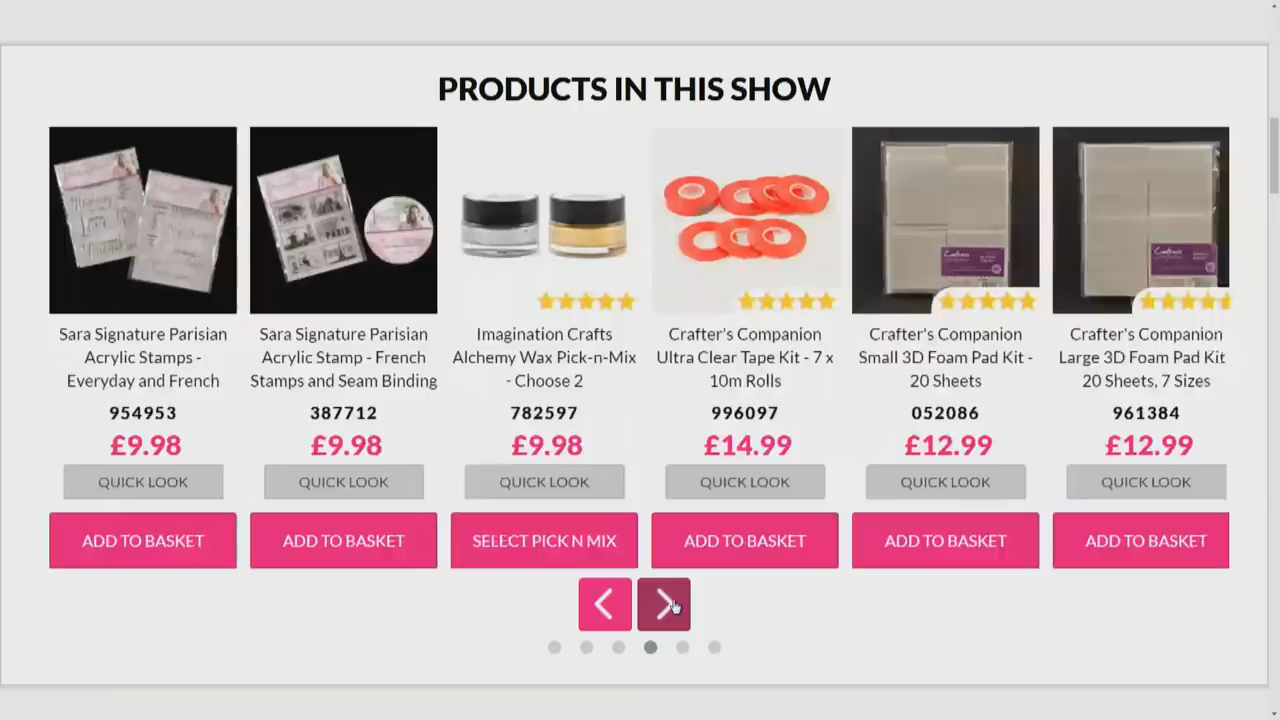 PRODUCTS IN THIS SHOW
PARIS
Crafter's
Companion
Crafter's
Companion
Sara Signature Parisian
Acrylic Stamps -
Everyday and French
954953
£9.98
QUICK LOOK
ADD TO BASKET
Sara Signature Parisian
Acrylic Stamp - French
Stamps and Seam Binding
387712
£9.98
QUICK LOOK
ADD TO BASKET
Imagination Crafts
Alchemy Wax Pick-n-Mix
- Choose 2
782597
£9.98
QUICK LOOK
SELECT PICK N MIX
Crafter's Companion
Ultra Clear Tape Kit - 7 x
10m Rolls
996097
£14.99
QUICK LOOK
ADD TO BASKET
Crafter's Companion
Small 3D Foam Pad Kit -
20 Sheets
052086
£12.99
QUICK LOOK
ADD TO BASKET
Crafter's Companion
Large 3D Foam Pad Kit
20 Sheets, 7 Sizes
961384
£12.99
QUICK LOOK
ADD TO BASKET